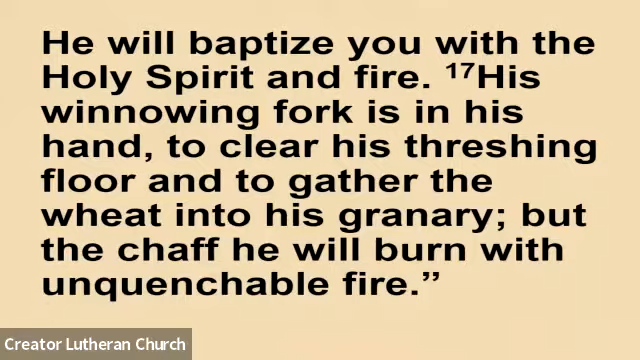 He will baptize you with the
Holy Spirit and fire. ¹⁷His
winnowing fork is in his
hand, to clear his threshing
floor and to gather the
wheat into his granary; but
the chaff he will burn with
unquenchable fire.”
Creator Lutheran Church